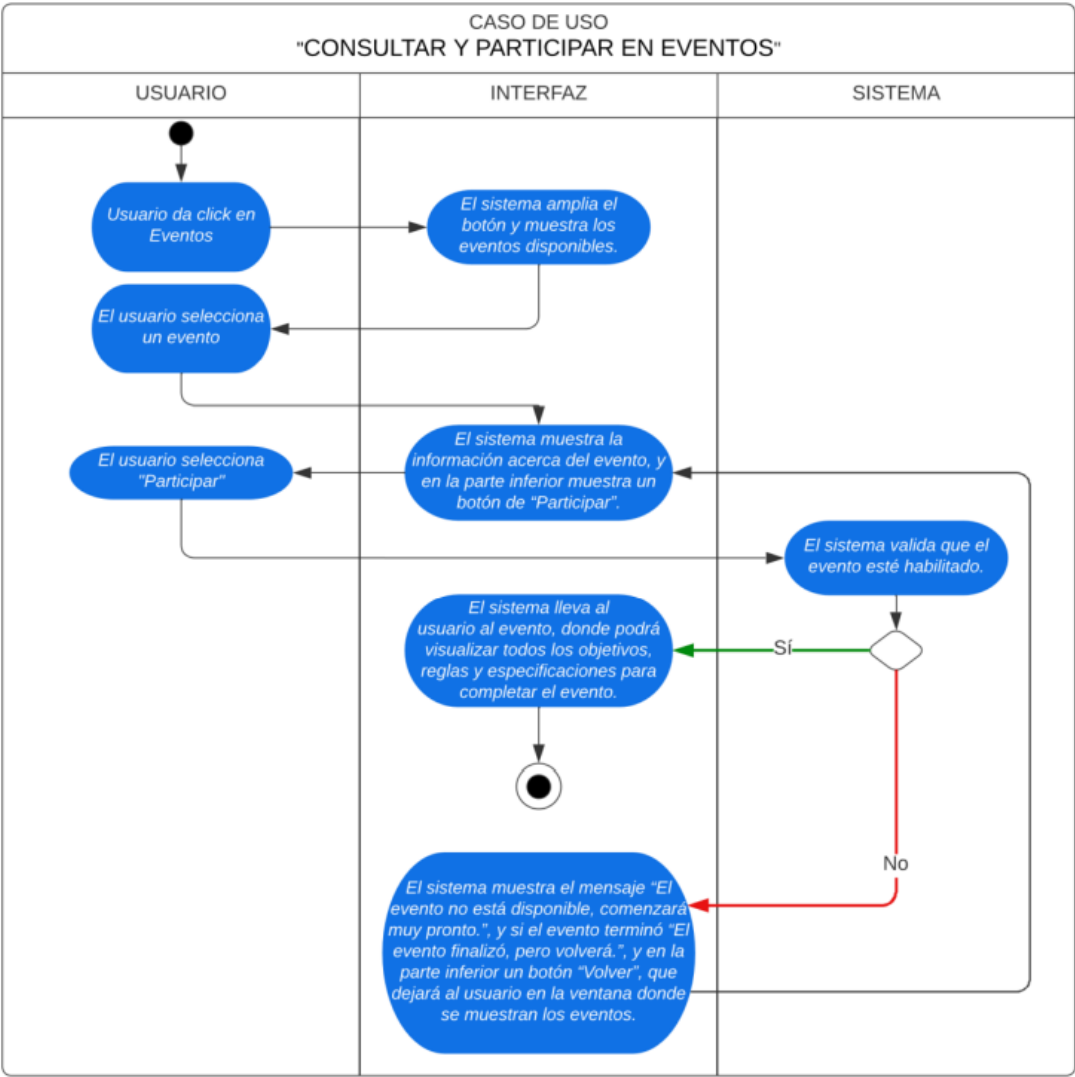 CASO DE USO
"CONSULTAR Y PARTICIPAR EN EVENTOS"
USUARIO
INTERFAZ
SISTEMA
Usuario da click en
Eventos
El sistema amplia el
botón y muestra los
eventos disponibles.
El usuario selecciona
un evento
El sistema muestra la
información acerca del evento, y
en la parte inferior muestra un
botón de “Participar”.
El usuario selecciona
"Participar"
El sistema valida que el
evento esté habilitado.
Sí
El sistema lleva al
usuario al evento, donde podrá
visualizar todos los objetivos,
reglas y especificaciones para
completar el evento.
No
El sistema muestra el mensaje “El
evento no está disponible, comenzará
muy pronto.”, y si el evento terminó “El
evento finalizó, pero volverá.”, y en la
parte inferior un botón “Volver”, que
dejará al usuario en la ventana donde
se muestran los eventos.